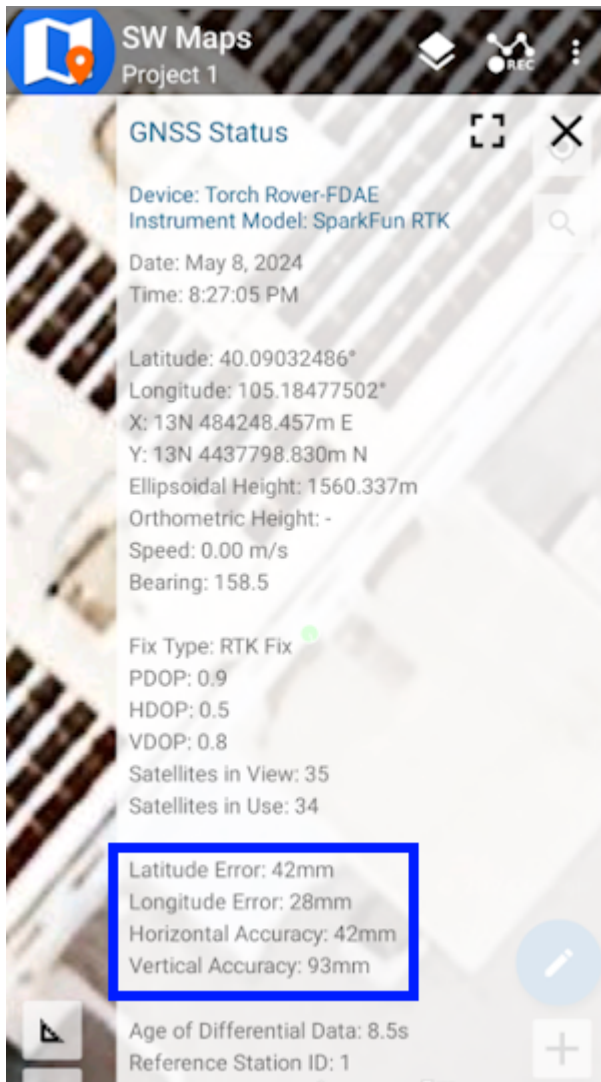 SW Maps
Project 1
REC
GNSS Status
Device: Torch Rover-FDAE
Instrument Model: SparkFun RTK
Date: May 8, 2024
Time: 8:27:05 PM
Latitude: 40.09032486°
Longitude: 105.18477502°
X: 13N 484248.457m E
Y: 13N 4437798.830m N
Ellipsoidal Height: 1560.337m
Orthometric Height: -
Speed: 0.00 m/s
Bearing: 158.5
Fix Type: RTK Fix
PDOP: 0.9
HDOP: 0.5
VDOP: 0.8
Satellites in View: 35
Satellites in Use: 34
Latitude Error: 42mm
Longitude Error: 28mm
Horizontal Accuracy: 42mm
Vertical Accuracy: 93mm
Age of Differential Data: 8.5s
Reference Station ID: 1